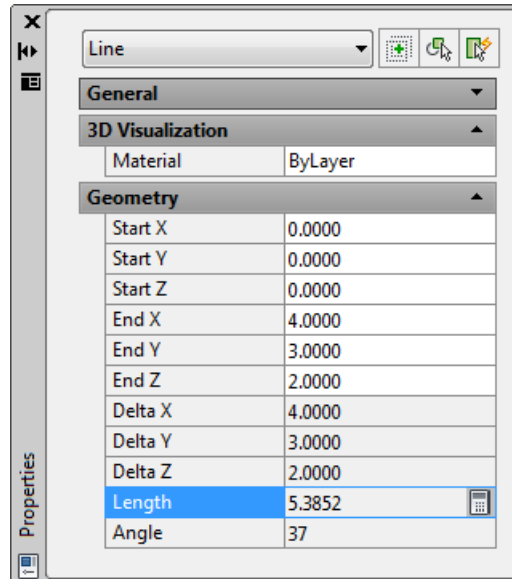 Line
General
3D Visualization
Material ByLayer
Geometry
Start X 0.0000
Start Y 0.0000
Start Z 0.0000
End X 4.0000
End Y 3.0000
End Z 2.0000
Delta X 4.0000
Delta Y 3.0000
Delta Z 2.0000
Length 5.3852
Angle 37
Properties